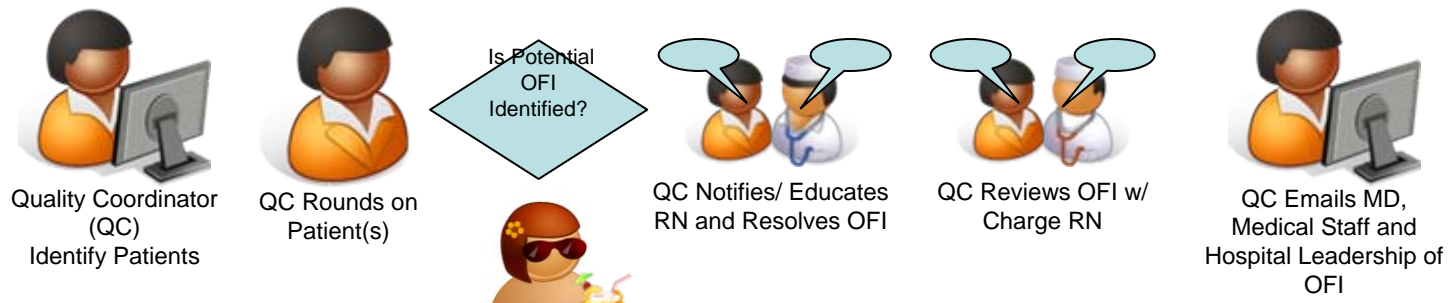 Quality Coordinator
(QC)
Identify Patients
QC Rounds on
Patient(s)
Is Potential
OFI
Identified?
QC Notifies/ Educates
RN and Resolves OFI
QC Reviews OFI w/
Charge RN
QC Emails MD,
Medical Staff and
Hospital Leadership of
OFI